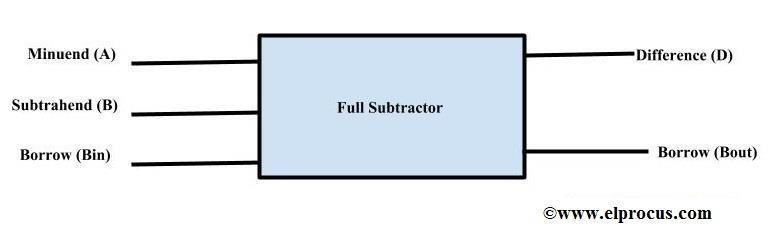 Minuend (A)
Subtrahend (B)
Borrow (Bin)
Full Subtractor
Difference (D)
Borrow (Bout)
©www.elprocus.com